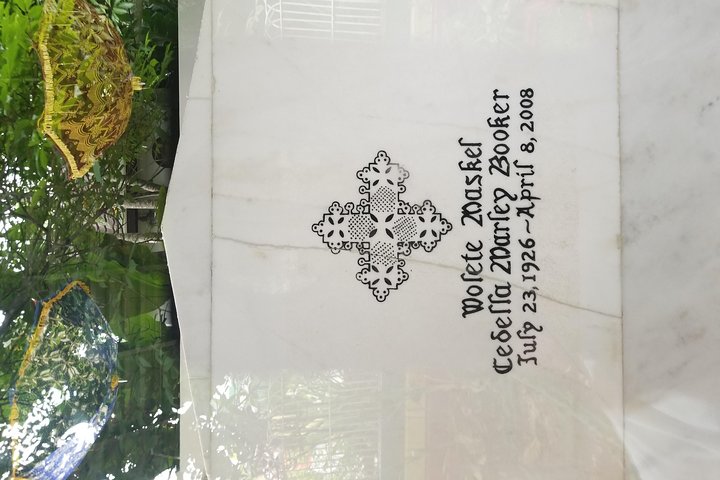 Wolete Maskel
Cedella Marley Booker
July 23, 1926 ~ April 8, 2008